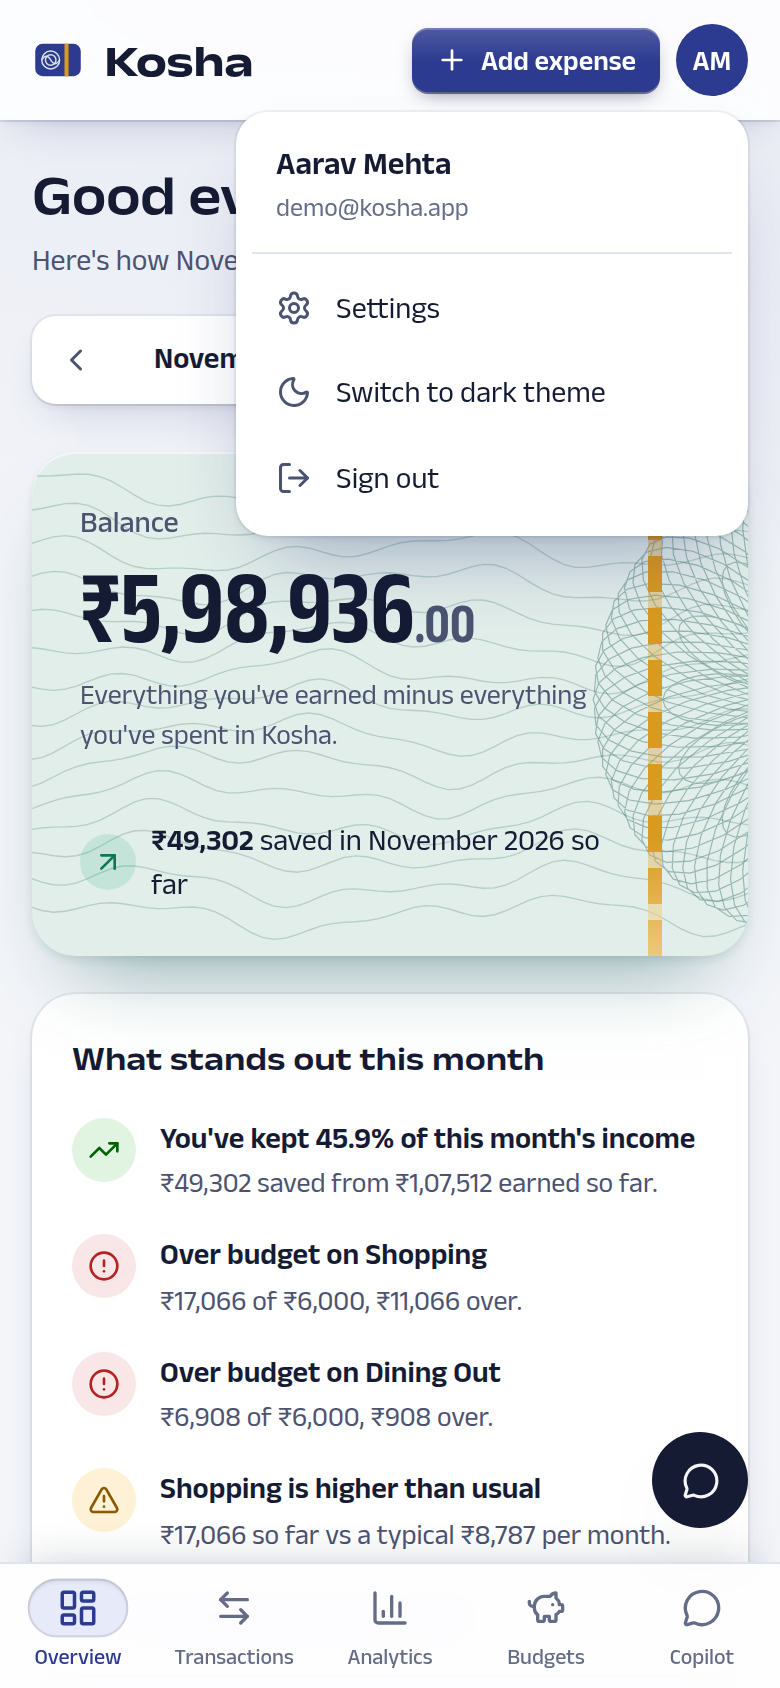 Kosha
Add expense
AM
Aarav Mehta
demo@kosha.app
Good ev
Here's how Nove
Settings
Novem
Switch to dark theme
Sign out
Balance
₹5,98,936.00
Everything you've earned minus everything
you've spent in Kosha.
₹49,302 saved in November 2026 so
far
What stands out this month
You've kept 45.9% of this month's income
₹49,302 saved from ₹1,07,512 earned so far.
Over budget on Shopping
₹17,066 of ₹6,000, ₹11,066 over.
Over budget on Dining Out
₹6,908 of ₹6,000, ₹908 over.
Shopping is higher than usual
₹17,066 so far vs a typical ₹8,787 per month.
Overview
Transactions
Analytics
Budgets
Copilot